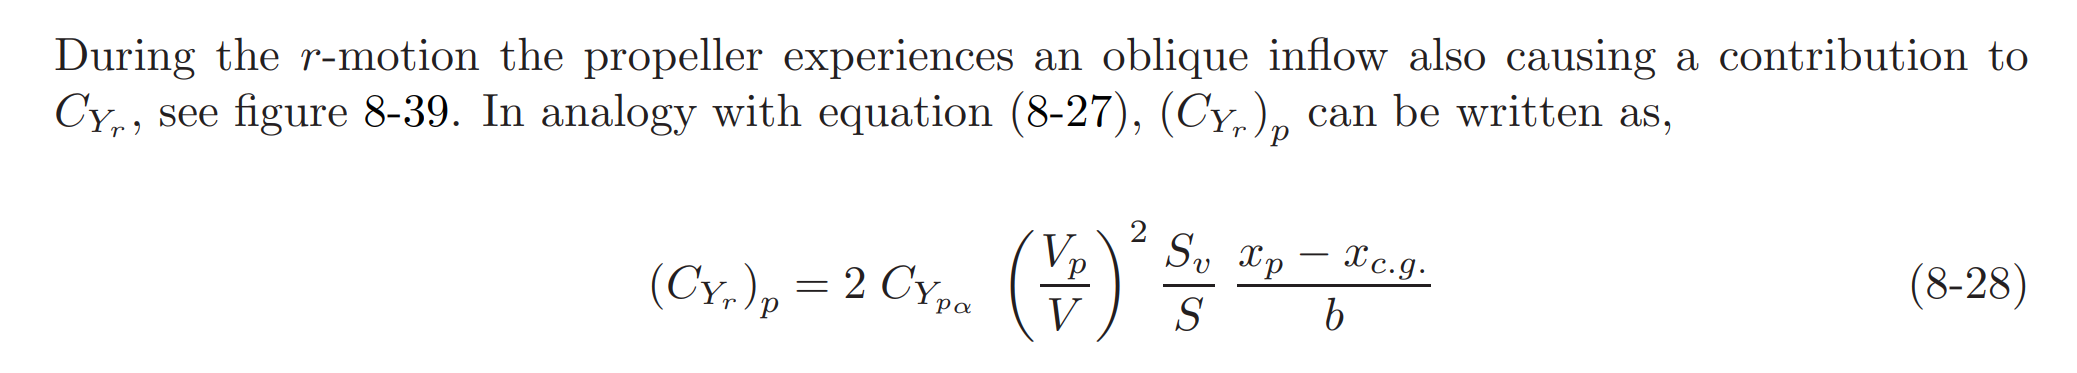 During the r-motion the propeller experiences an oblique inflow also causing a contribution to
C_{Y_r}, see figure 8-39. In analogy with equation (8-27), (C_{Y_r})_p can be written as,
(C_{Y_r})_p = 2 C_{Y_{p_α}} (V_p/V)^2 S_v/S (x_p − x_{c.g.})/b (8-28)